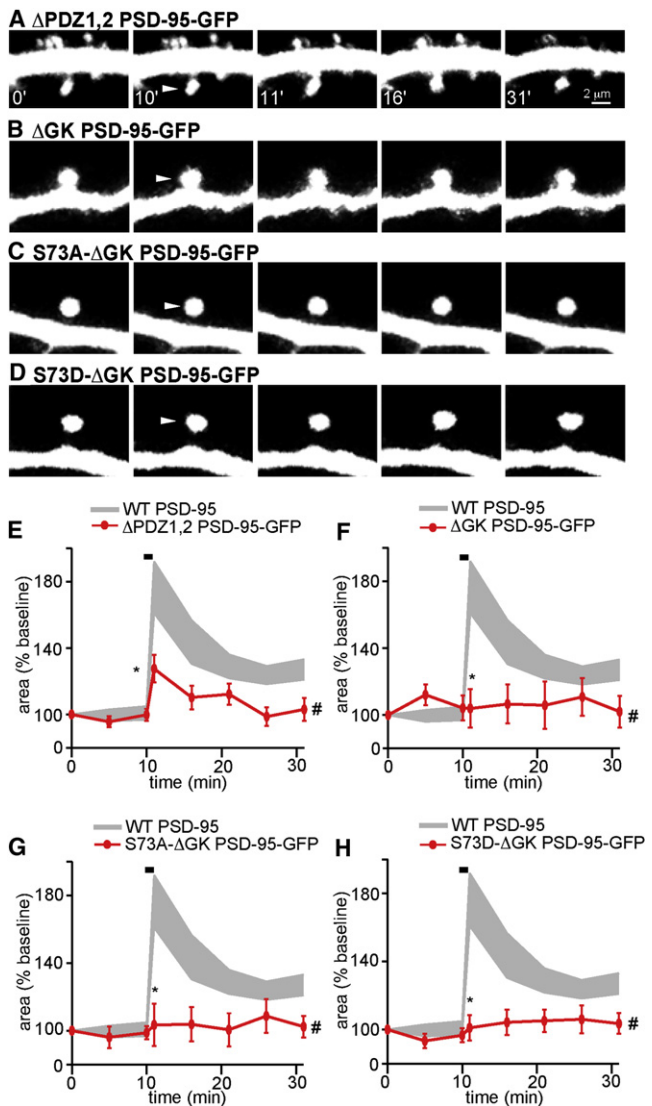 A ΔPDZ1,2 PSD-95-GFP
0' 10' 11' 16' 31' 2 μm
B ΔGK PSD-95-GFP
C S73A-ΔGK PSD-95-GFP
D S73D-ΔGK PSD-95-GFP
E
WT PSD-95
ΔPDZ1,2 PSD-95-GFP
area (% baseline)
180
140
100
0
*
#
0 10 20 30
time (min)
F
WT PSD-95
ΔGK PSD-95-GFP
area (% baseline)
180
140
100
0
*
#
0 10 20 30
time (min)
G
WT PSD-95
S73A-ΔGK PSD-95-GFP
area (% baseline)
180
140
100
0
*
#
0 10 20 30
time (min)
H
WT PSD-95
S73D-ΔGK PSD-95-GFP
area (% baseline)
180
140
100
0
*
#
0 10 20 30
time (min)